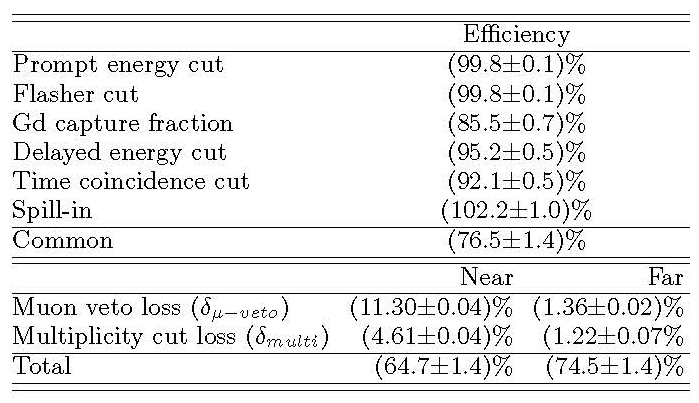 Efficiency
Prompt energy cut (99.8±0.1)%
Flasher cut (99.8±0.1)%
Gd capture fraction (85.5±0.7)%
Delayed energy cut (95.2±0.5)%
Time coincidence cut (92.1±0.5)%
Spill-in (102.2±1.0)%
Common (76.5±1.4)%
Near Far
Muon veto loss (δμ−veto) (11.30±0.04)% (1.36±0.02)%
Multiplicity cut loss (δmulti) (4.61±0.04)% (1.22±0.07%
Total (64.7±1.4)% (74.5±1.4)%